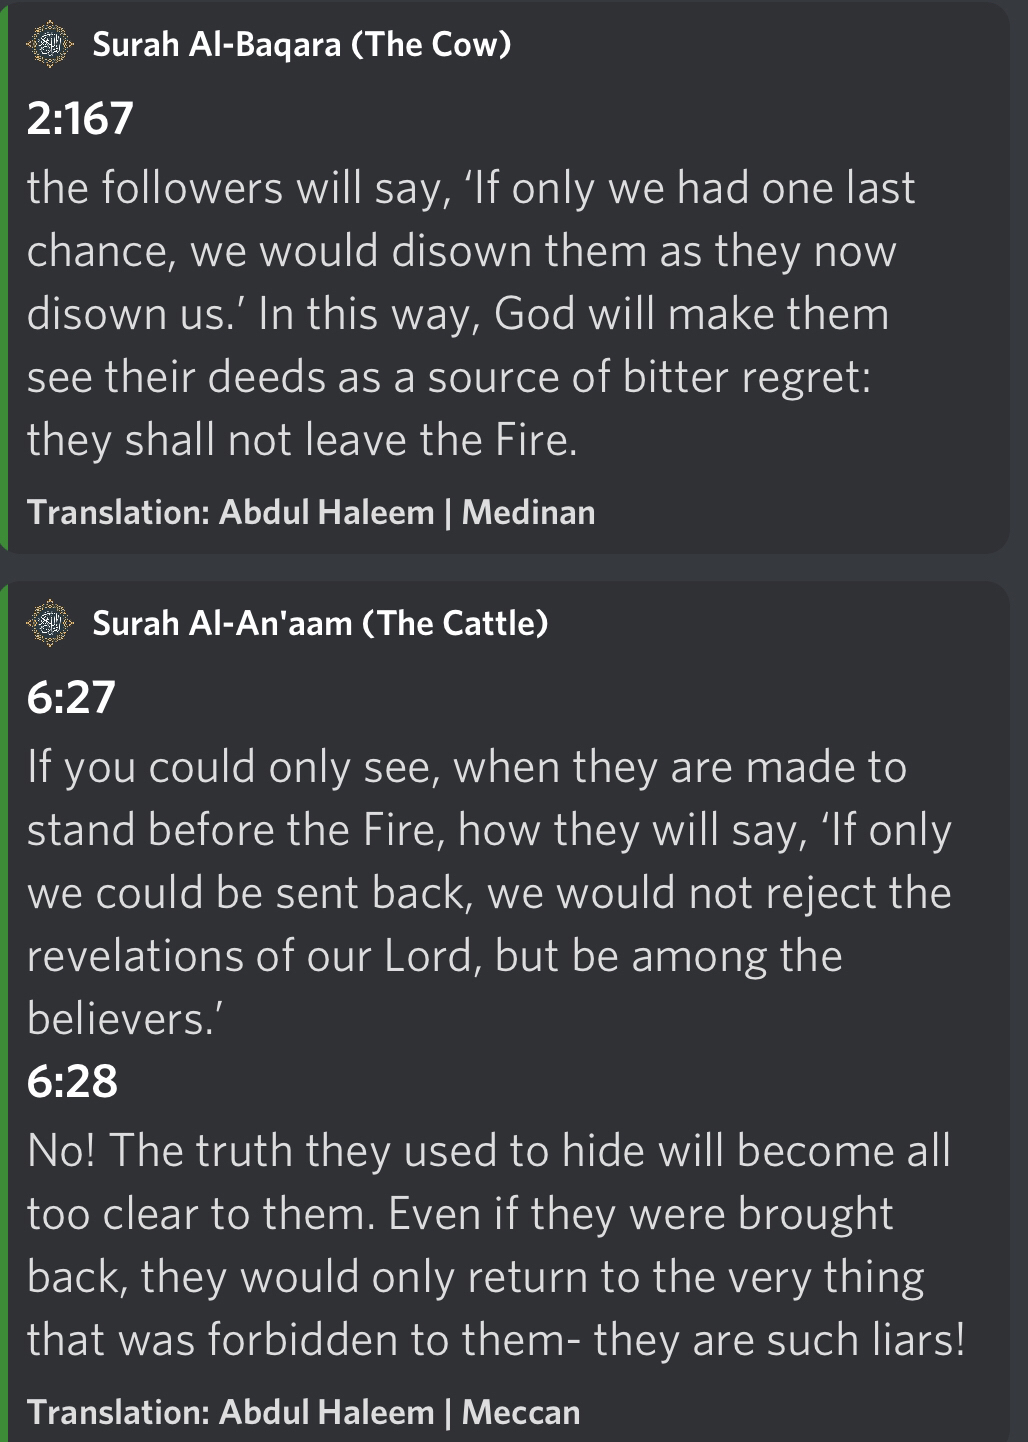 Surah Al-Baqara (The Cow)
2:167
the followers will say, ‘If only we had one last
chance, we would disown them as they now
disown us.’ In this way, God will make them
see their deeds as a source of bitter regret:
they shall not leave the Fire.
Translation: Abdul Haleem | Medinan
Surah Al-An'aam (The Cattle)
6:27
If you could only see, when they are made to
stand before the Fire, how they will say, ‘If only
we could be sent back, we would not reject the
revelations of our Lord, but be among the
believers.’
6:28
No! The truth they used to hide will become all
too clear to them. Even if they were brought
back, they would only return to the very thing
that was forbidden to them- they are such liars!
Translation: Abdul Haleem | Meccan